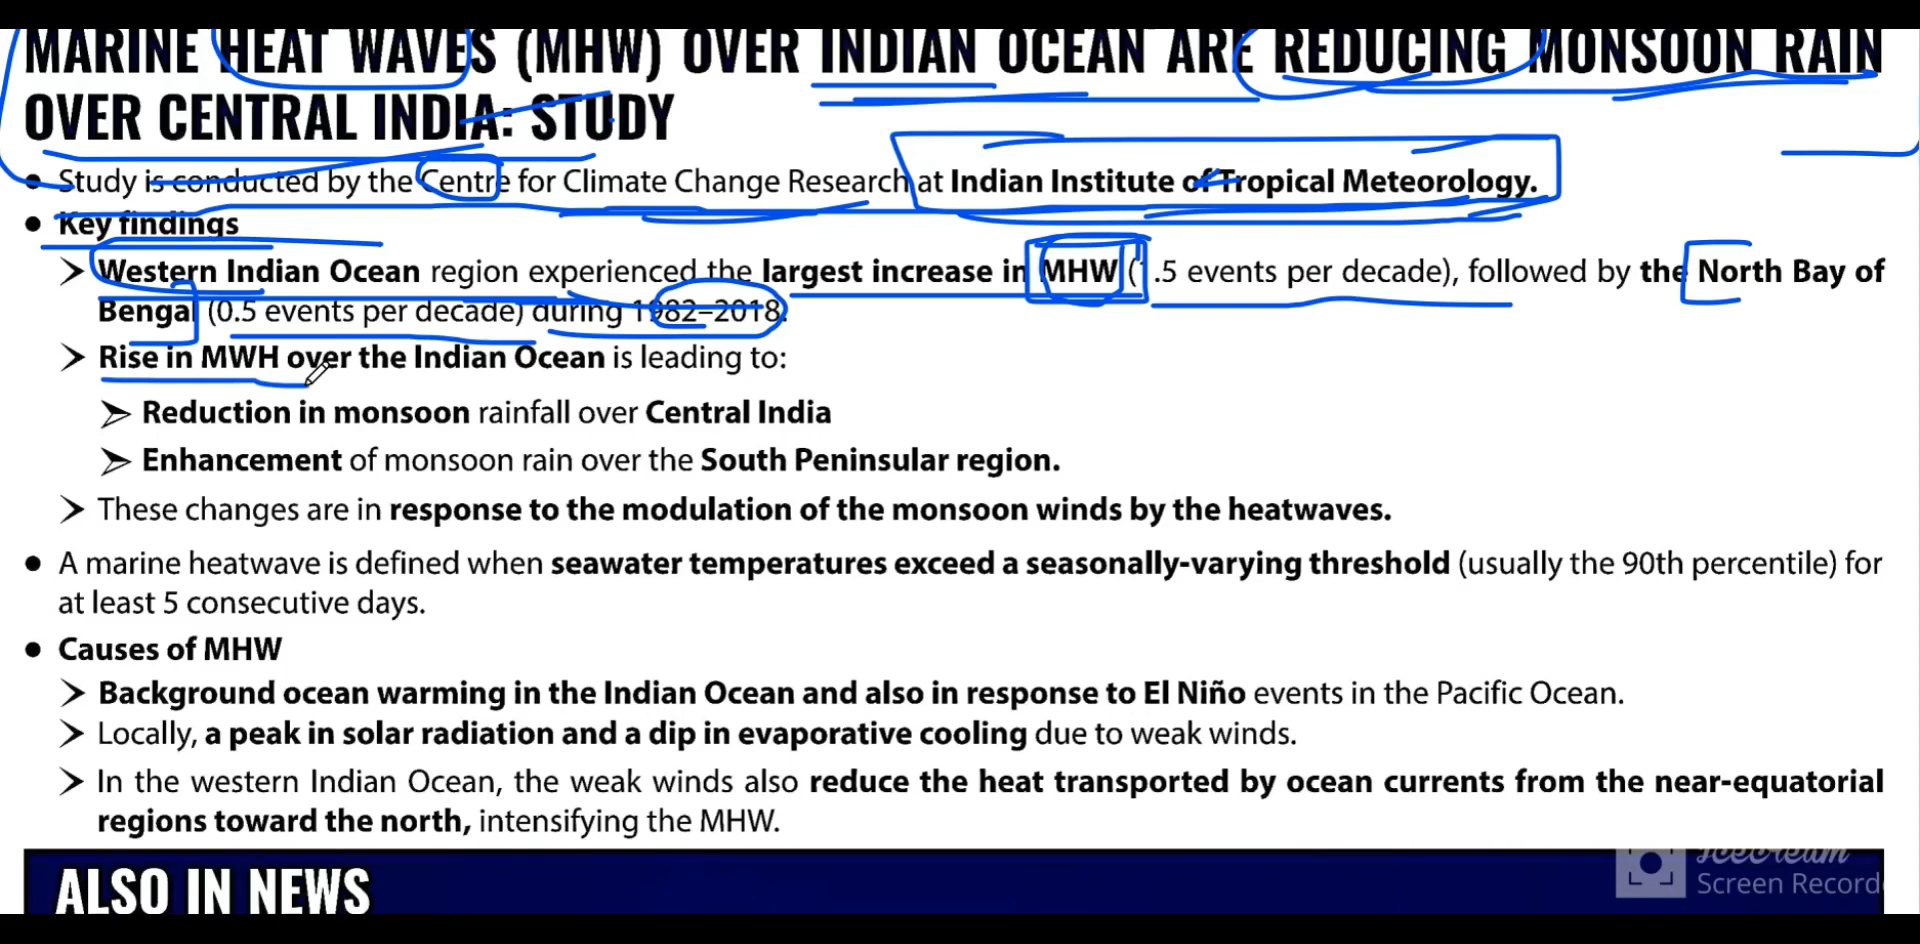 MARINE HEAT WAVES (MHW) OVER INDIAN OCEAN ARE REDUCING MONSOON RAIN
OVER CENTRAL INDIA: STUDY
● Study is conducted by the Centre for Climate Change Research at Indian Institute of Tropical Meteorology.
● Key findings
➢ Western Indian Ocean region experienced the largest increase in MHW (1.5 events per decade), followed by the North Bay of
Bengal (0.5 events per decade) during 1982–2018.
➢ Rise in MWH over the Indian Ocean is leading to:
➢ Reduction in monsoon rainfall over Central India
➢ Enhancement of monsoon rain over the South Peninsular region.
➢ These changes are in response to the modulation of the monsoon winds by the heatwaves.
● A marine heatwave is defined when seawater temperatures exceed a seasonally-varying threshold (usually the 90th percentile) for
at least 5 consecutive days.
● Causes of MHW
➢ Background ocean warming in the Indian Ocean and also in response to El Niño events in the Pacific Ocean.
➢ Locally, a peak in solar radiation and a dip in evaporative cooling due to weak winds.
➢ In the western Indian Ocean, the weak winds also reduce the heat transported by ocean currents from the near-equatorial
regions toward the north, intensifying the MHW.
ALSO IN NEWS
Icecream
Screen Record